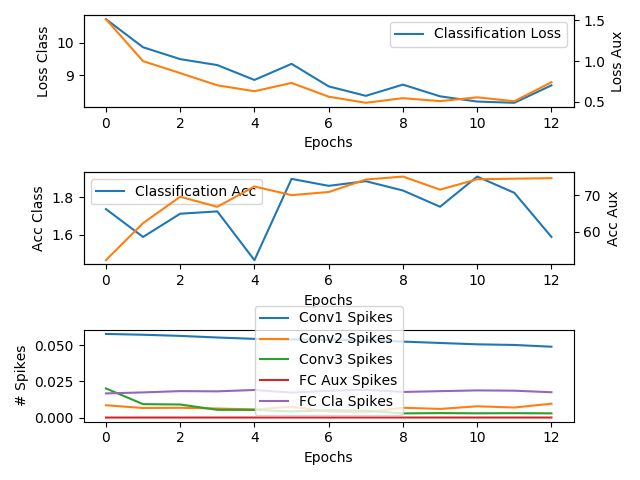 Classification Loss
Loss Class
Loss Aux
10
9
1.5
1.0
0.5
0 2 4 6 8 10 12
Epochs
Classification Acc
Acc Class
Acc Aux
1.8
1.6
70
60
0 2 4 6 8 10 12
Epochs
Conv1 Spikes
Conv2 Spikes
Conv3 Spikes
FC Aux Spikes
FC Cla Spikes
# Spikes
0.050
0.025
0.000
0 2 4 6 8 10 12
Epochs